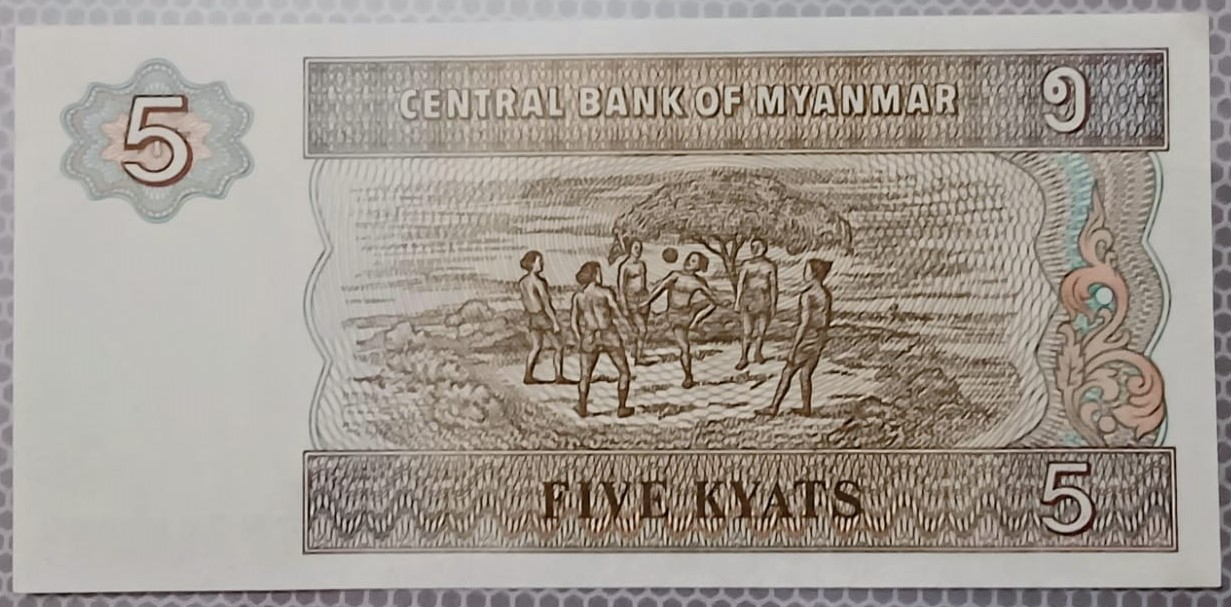 5
CENTRAL BANK OF MYANMAR ၅
FIVE KYATS 5